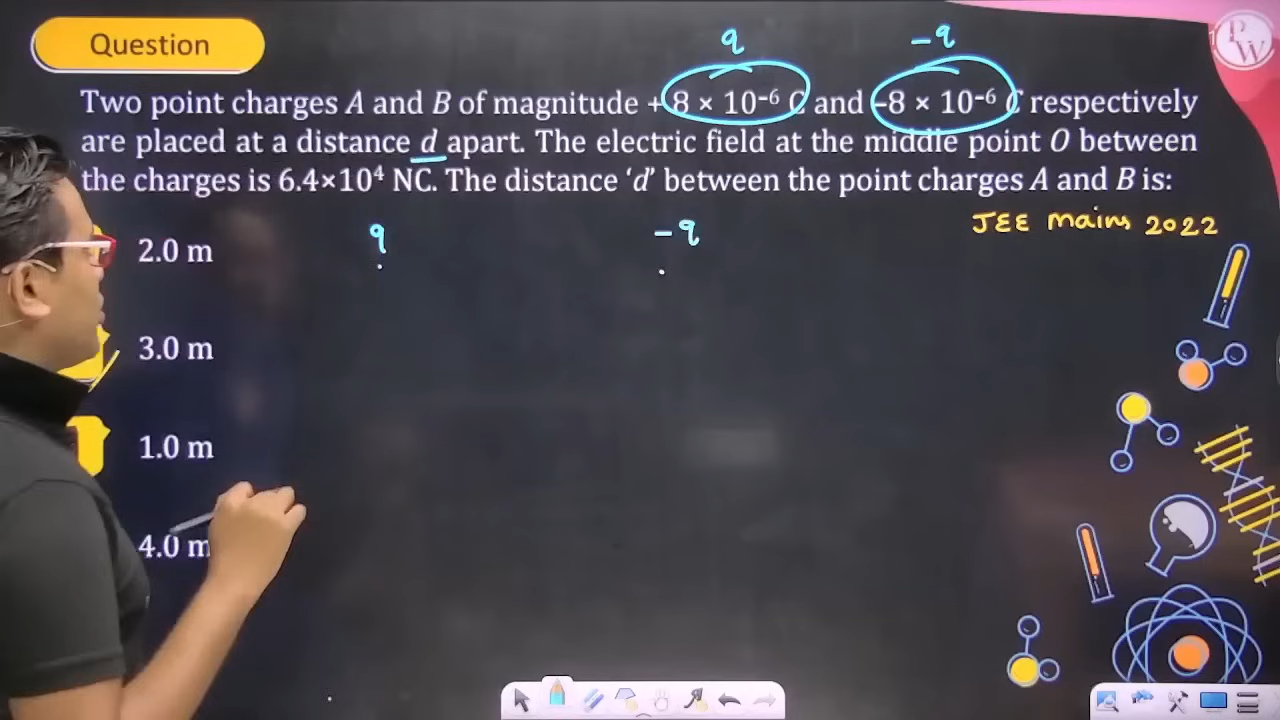 Question
q
-q
Two point charges A and B of magnitude +8 × 10⁻⁶ C and -8 × 10⁻⁶ C respectively
are placed at a distance d apart. The electric field at the middle point O between
the charges is 6.4×10⁴ NC. The distance ‘d’ between the point charges A and B is:
JEE mains 2022
q
-q
2.0 m
3.0 m
1.0 m
4.0 m
PW